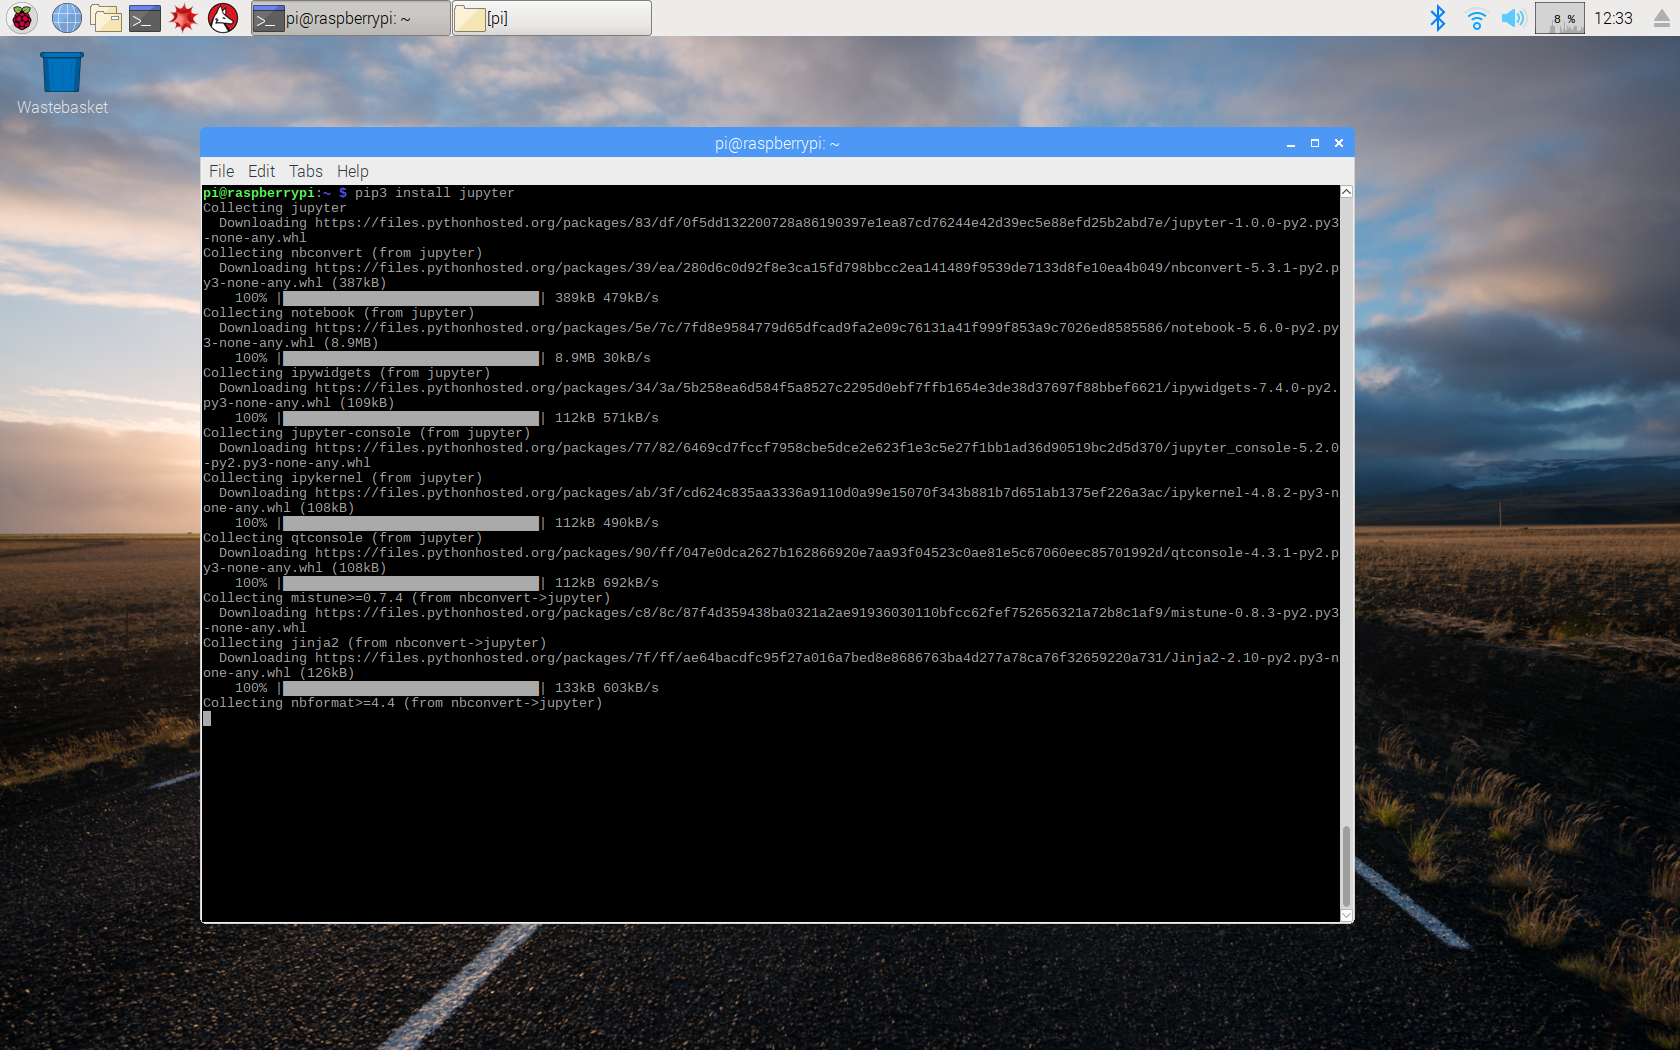 pi@raspberrypi: ~
[pi]
8 %
12:33
Wastebasket
pi@raspberrypi: ~
File Edit Tabs Help
pi@raspberrypi:~ $ pip3 install jupyter
Collecting jupyter
  Downloading https://files.pythonhosted.org/packages/83/df/0f5dd132200728a86190397e1ea87cd76244e42d39ec5e88efd25b2abd7e/jupyter-1.0.0-py2.py3
-none-any.whl
Collecting nbconvert (from jupyter)
  Downloading https://files.pythonhosted.org/packages/39/ea/280d6c0d92f8e3ca15fd798bbcc2ea141489f9539de7133d8fe10ea4b049/nbconvert-5.3.1-py2.p
y3-none-any.whl (387kB)
    100% || 389kB 479kB/s
Collecting notebook (from jupyter)
  Downloading https://files.pythonhosted.org/packages/5e/7c/7fd8e9584779d65dfcad9fa2e09c76131a41f999f853a9c7026ed8585586/notebook-5.6.0-py2.py
3-none-any.whl (8.9MB)
    100% || 8.9MB 30kB/s
Collecting ipywidgets (from jupyter)
  Downloading https://files.pythonhosted.org/packages/34/3a/5b258ea6d584f5a8527c2295d0ebf7ffb1654e3de38d37697f88bbef6621/ipywidgets-7.4.0-py2.
py3-none-any.whl (109kB)
    100% || 112kB 571kB/s
Collecting jupyter-console (from jupyter)
  Downloading https://files.pythonhosted.org/packages/77/82/6469cd7fccf7958cbe5dce2e623f1e3c5e27f1bb1ad36d90519bc2d5d370/jupyter_console-5.2.0
-py2.py3-none-any.whl
Collecting ipykernel (from jupyter)
  Downloading https://files.pythonhosted.org/packages/ab/3f/cd624c835aa3336a9110d0a99e15070f343b881b7d651ab1375ef226a3ac/ipykernel-4.8.2-py3-n
one-any.whl (108kB)
    100% || 112kB 490kB/s
Collecting qtconsole (from jupyter)
  Downloading https://files.pythonhosted.org/packages/90/ff/047e0dca2627b162866920e7aa93f04523c0ae81e5c67060eec85701992d/qtconsole-4.3.1-py2.p
y3-none-any.whl (108kB)
    100% || 112kB 692kB/s
Collecting mistune>=0.7.4 (from nbconvert->jupyter)
  Downloading https://files.pythonhosted.org/packages/c8/8c/87f4d359438ba0321a2ae91936030110bfcc62fef752656321a72b8c1af9/mistune-0.8.3-py2.py3
-none-any.whl
Collecting jinja2 (from nbconvert->jupyter)
  Downloading https://files.pythonhosted.org/packages/7f/ff/ae64bacdfc95f27a016a7bed8e8686763ba4d277a78ca76f32659220a731/Jinja2-2.10-py2.py3-n
one-any.whl (126kB)
    100% || 133kB 603kB/s
Collecting nbformat>=4.4 (from nbconvert->jupyter)